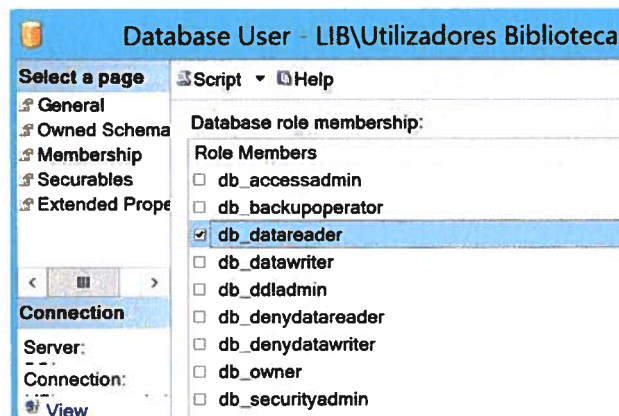 Database User - LIB\Utilizadores Biblioteca
Select a page
General
Owned Schema
Membership
Securables
Extended Prope
Script Help
Database role membership:
Role Members
db_accessadmin
db_backupoperator
db_datareader
db_datawriter
db_ddladmin
db_denydatareader
db_denydatawriter
db_owner
db_securityadmin
Connection
Server:
Connection:
View